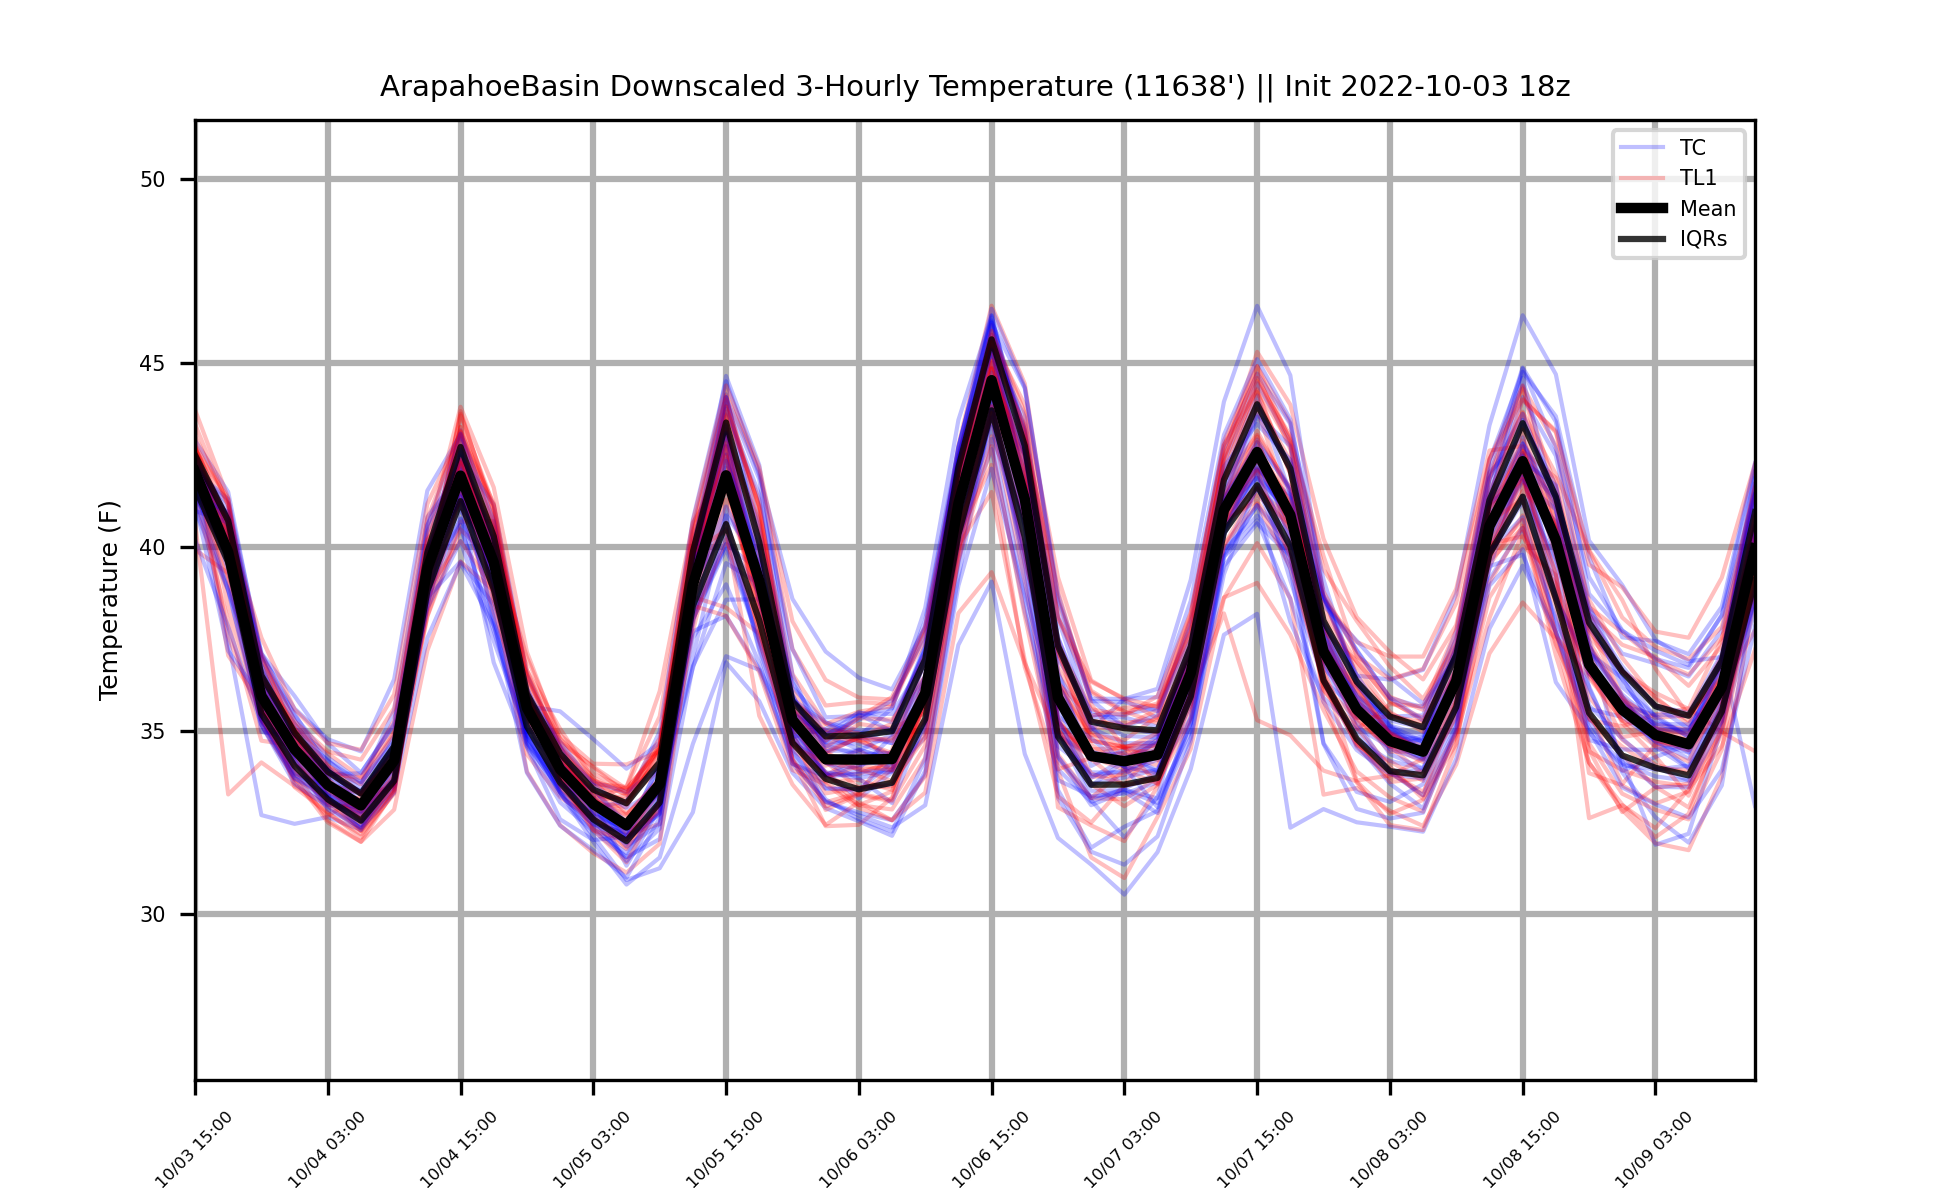 ArapahoeBasin Downscaled 3-Hourly Temperature (11638') || Init 2022-10-03 18z
TC
TL1
Mean
IQRs
50
45
40
35
30
Temperature (F)
10/03 15:00
10/04 03:00
10/04 15:00
10/05 03:00
10/05 15:00
10/06 03:00
10/06 15:00
10/07 03:00
10/07 15:00
10/08 03:00
10/08 15:00
10/09 03:00